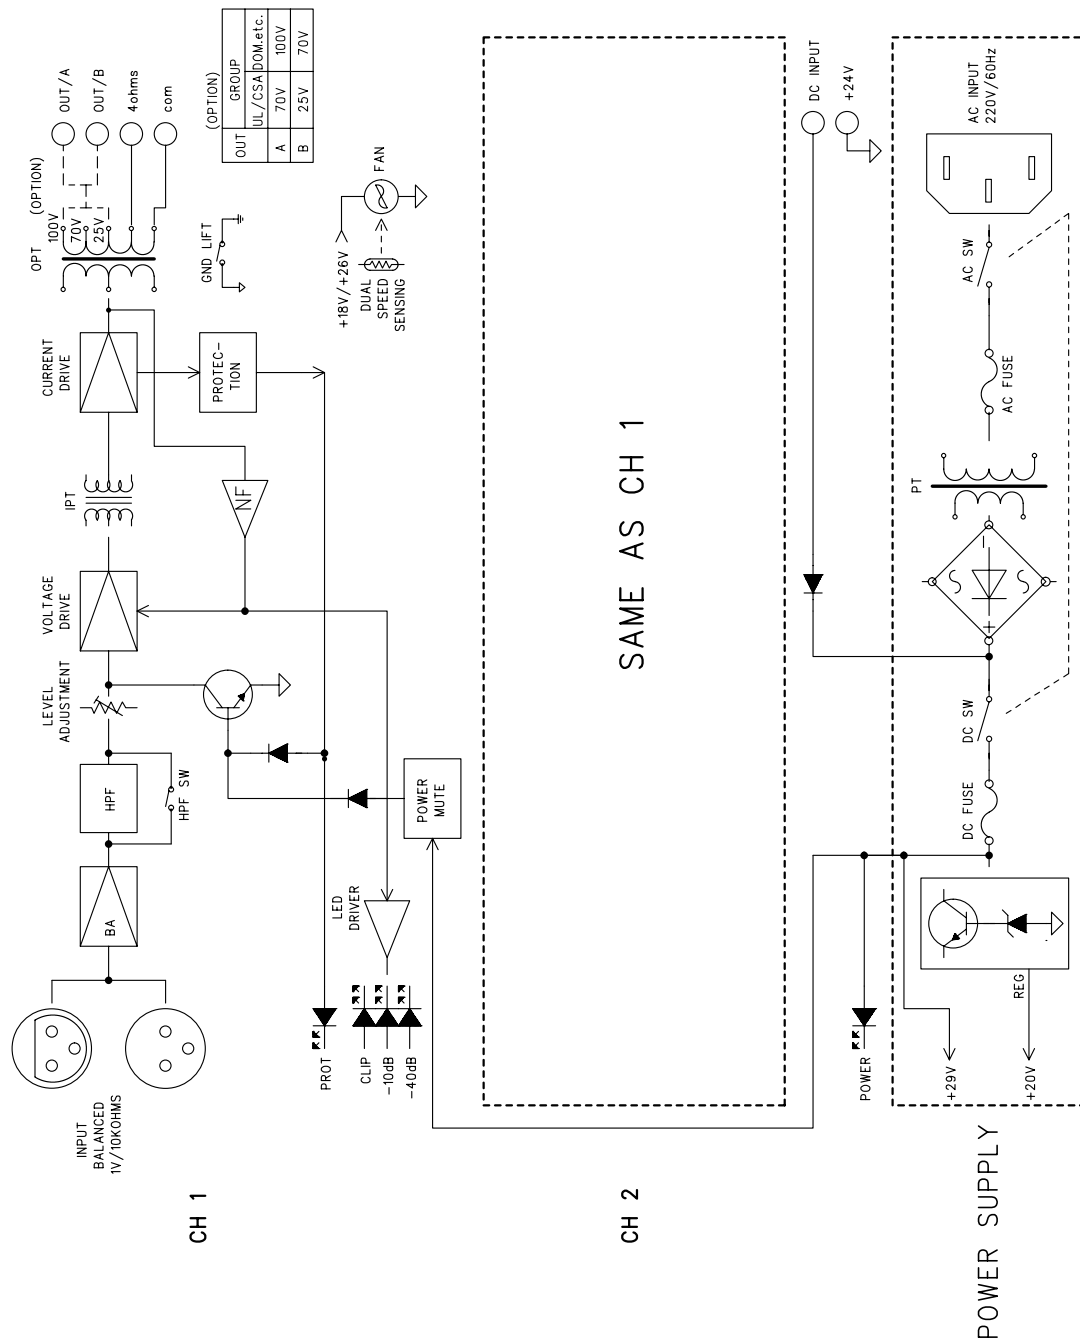 INPUT
BALANCED
1V/10KOHMS
BA
HPF
HPF SW
LEVEL
ADJUSTMENT
VOLTAGE
DRIVE
IPT
CURRENT
DRIVE
OPT
(OPTION)
100V
70V
25V
OUT/A
OUT/B
4ohms
com
CH 1
PROT
CLIP
-10dB
-40dB
LED
DRIVER
POWER
MUTE
NF
PROTEC-
TION
GND LIFT
(OPTION)
OUT GROUP
UL/CSA DOM.etc.
A 70V 100V
B 25V 70V
+18V/+26V
DUAL
SPEED
SENSING
FAN
CH 2
SAME AS CH 1
POWER SUPPLY
POWER
+29V
+20V
REG
DC FUSE
DC SW
+
-
PT
AC FUSE
AC SW
AC INPUT
220V/60Hz
DC INPUT
+24V